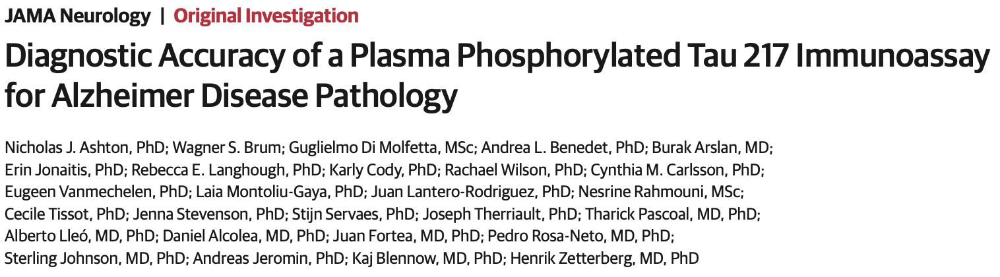 JAMA Neurology | Original Investigation
Diagnostic Accuracy of a Plasma Phosphorylated Tau 217 Immunoassay
for Alzheimer Disease Pathology
Nicholas J. Ashton, PhD; Wagner S. Brum; Guglielmo Di Molfetta, MSc; Andrea L. Benedet, PhD; Burak Arslan, MD;
Erin Jonaitis, PhD; Rebecca E. Langhough, PhD; Karly Cody, PhD; Rachael Wilson, PhD; Cynthia M. Carlsson, PhD;
Eugeen Vanmechelen, PhD; Laia Montoliu-Gaya, PhD; Juan Lantero-Rodriguez, PhD; Nesrine Rahmouni, MSc;
Cecile Tissot, PhD; Jenna Stevenson, PhD; Stijn Servaes, PhD; Joseph Therriault, PhD; Tharick Pascoal, MD, PhD;
Alberto Lleó, MD, PhD; Daniel Alcolea, MD, PhD; Juan Fortea, MD, PhD; Pedro Rosa-Neto, MD, PhD;
Sterling Johnson, MD, PhD; Andreas Jeromin, PhD; Kaj Blennow, MD, PhD; Henrik Zetterberg, MD, PhD